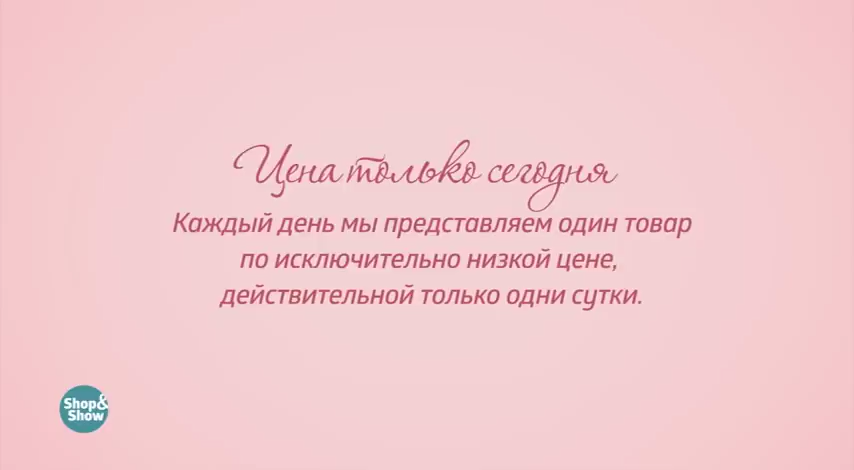 Цена только сегодня
Каждый день мы представляем один товар
по исключительно низкой цене,
действительной только одни сутки.
Shop&
Show